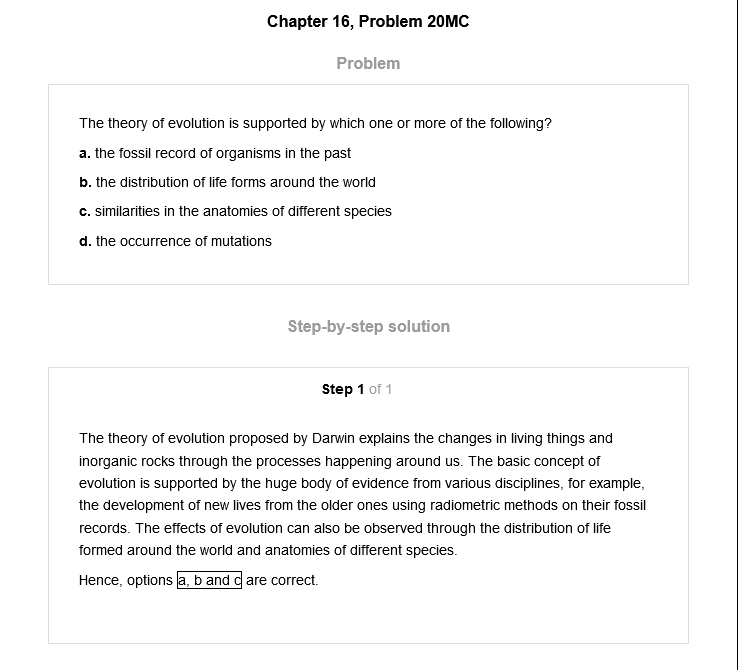 Chapter 16, Problem 20MC
Problem
The theory of evolution is supported by which one or more of the following?
a. the fossil record of organisms in the past
b. the distribution of life forms around the world
c. similarities in the anatomies of different species
d. the occurrence of mutations
Step-by-step solution
Step 1 of 1
The theory of evolution proposed by Darwin explains the changes in living things and
inorganic rocks through the processes happening around us. The basic concept of
evolution is supported by the huge body of evidence from various disciplines, for example,
the development of new lives from the older ones using radiometric methods on their fossil
records. The effects of evolution can also be observed through the distribution of life
formed around the world and anatomies of different species.
Hence, options a, b and c are correct.